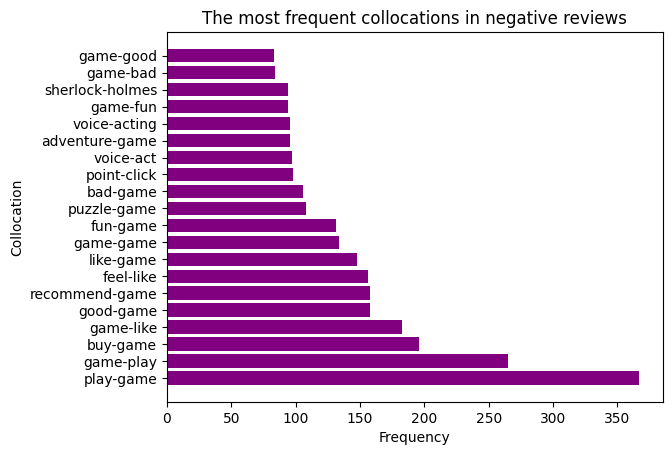 The most frequent collocations in negative reviews
Collocation
game-good
game-bad
sherlock-holmes
game-fun
voice-acting
adventure-game
voice-act
point-click
bad-game
puzzle-game
fun-game
game-game
like-game
feel-like
recommend-game
good-game
game-like
buy-game
game-play
play-game
0 50 100 150 200 250 300 350
Frequency